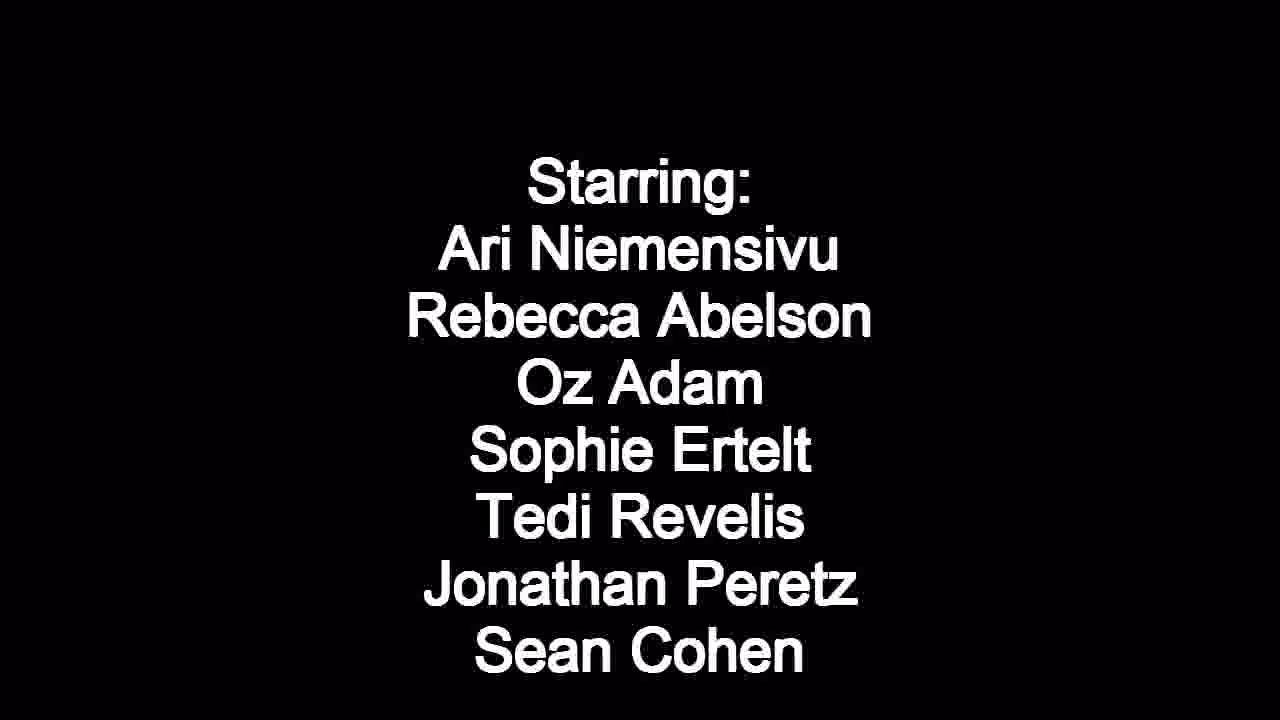 Starring:
Ari Niemensivu
Rebecca Abelson
Oz Adam
Sophie Ertelt
Tedi Revelis
Jonathan Peretz
Sean Cohen